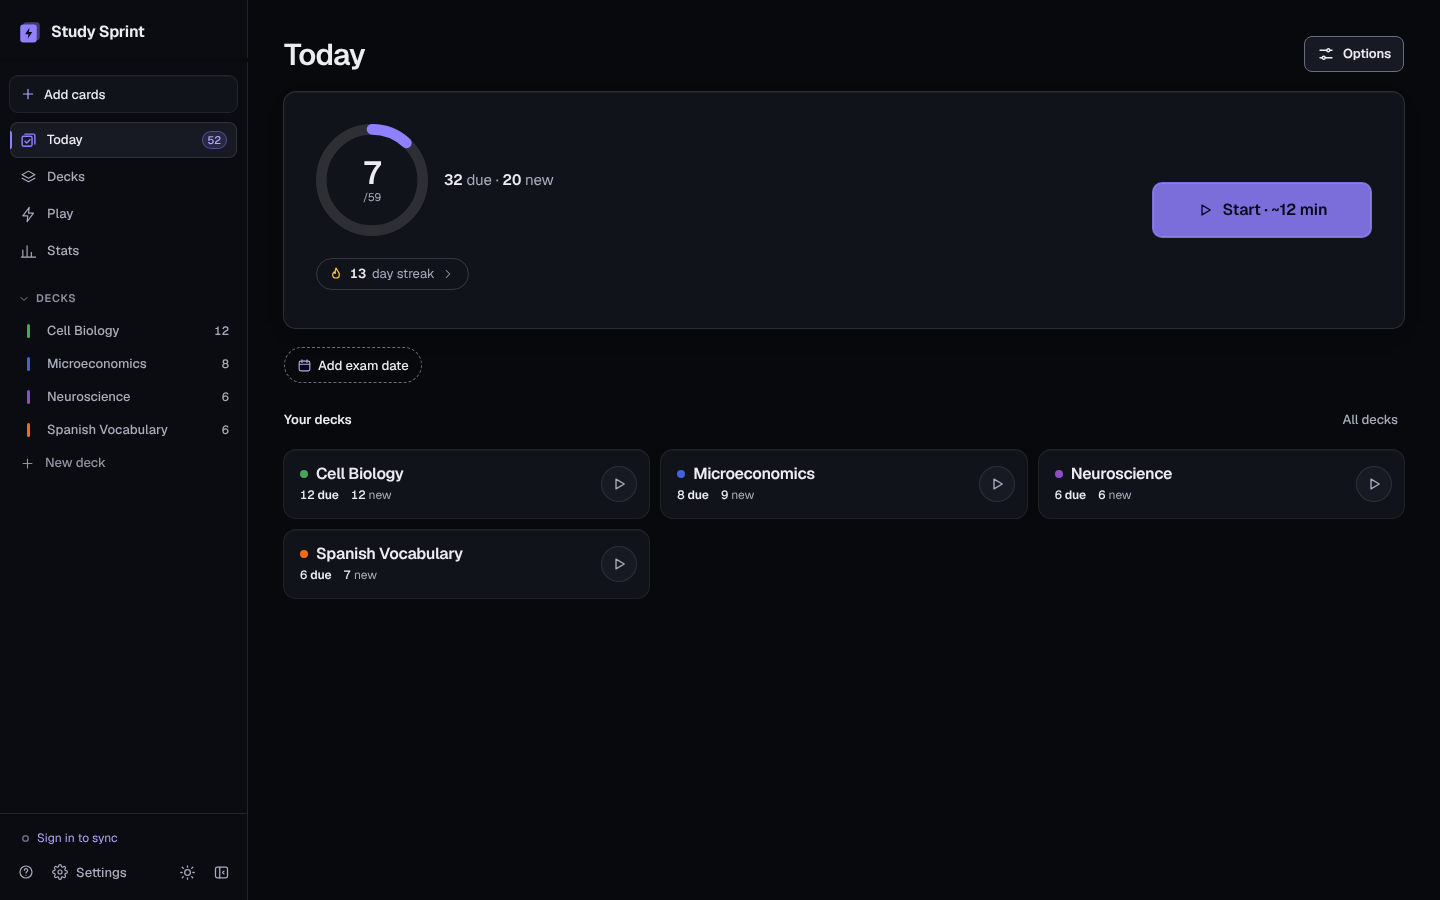 Study Sprint
Add cards
Today
52
Decks
Play
Stats
DECKS
Cell Biology
12
Microeconomics
8
Neuroscience
6
Spanish Vocabulary
6
New deck
Sign in to sync
Settings
Today
Options
7
/59
32 due · 20 new
Start · ~12 min
13 day streak
Add exam date
Your decks
All decks
Cell Biology
12 due 12 new
Microeconomics
8 due 9 new
Neuroscience
6 due 6 new
Spanish Vocabulary
6 due 7 new